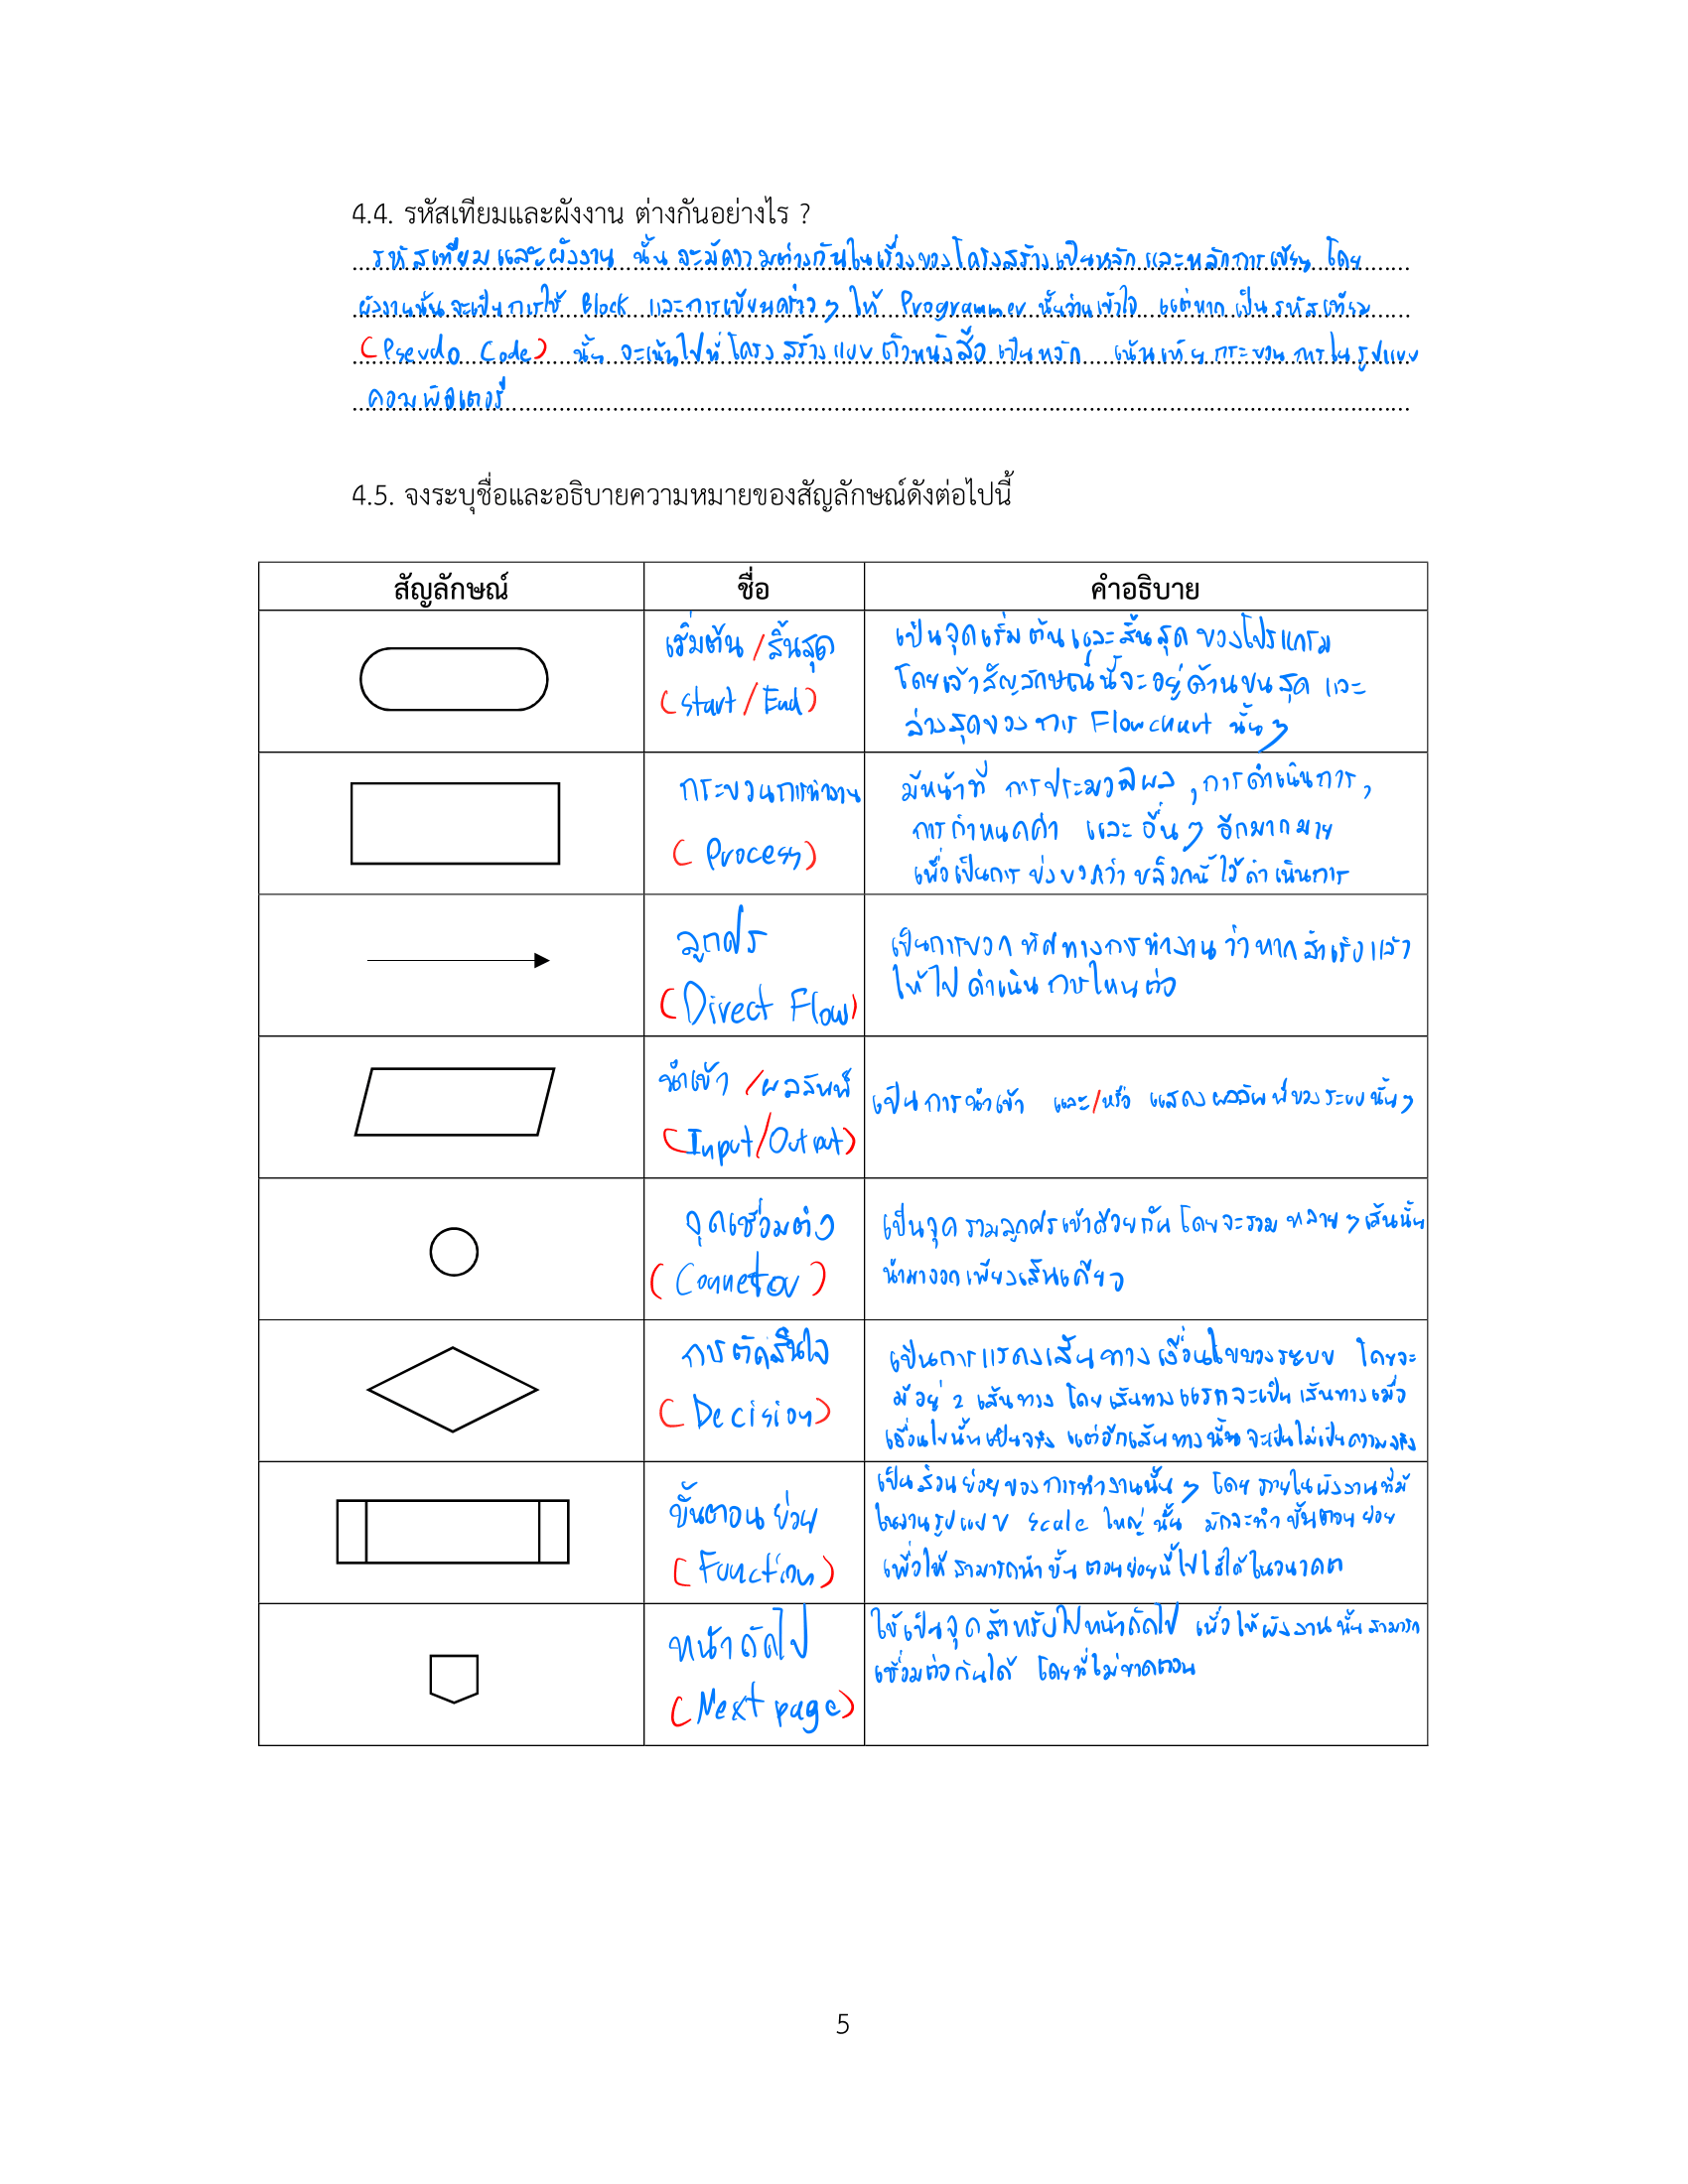 4.4. รหัสเทียมและผังงาน ต่างกันอย่างไร ?
รหัสเทียมและผังงาน นั้น จะมีความต่างกันในเรื่องของโครงสร้างเป็นหลัก และหลักการเขียน โดย
ผังงานนั้นจะเป็นการใช้ Block และการเขียนคร่าว ๆ ให้ Programmer นั้นอ่านเข้าใจ แต่หากเป็นรหัสเทียม
(Pseudo Code) นั้น จะเน้นไปที่โครงสร้างแบบตัวหนังสือเป็นหลัก เน้นเห็นกระบวนการในรูปแบบ
คอมพิวเตอร์
4.5. จงระบุชื่อและอธิบายความหมายของสัญลักษณ์ดังต่อไปนี้
สัญลักษณ์ ชื่อ คำอธิบาย
เริ่มต้น / สิ้นสุด
(Start / End)
เป็นจุดเริ่มต้นและสิ้นสุดของโปรแกรม
โดยเจ้าสัญลักษณ์นี้จะอยู่ด้านบนสุด และ
ล่างสุดของการ Flowchart นั้น ๆ
กระบวนการทำงาน
(Process)
มีหน้าที่ การประมวลผล , การดำเนินการ ,
การกำหนดค่า และอื่น ๆ อีกมากมาย
เพื่อเป็นการบ่งบอกว่าบล็อกนี้ไว้ดำเนินการ
ลูกศร
(Direct Flow)
เป็นการบอกทิศทางการทำงานว่าหากสำเร็จแล้ว
ให้ไปดำเนินการไหนต่อ
นำเข้า / ผลลัพท์
(Input/Output)
เป็นการนำเข้า และ/หรือ แสดงผลลัพท์ของระบบนั้น ๆ
จุดเชื่อมต่อ
(Connetor)
เป็นจุดรวมลูกศรเข้าด้วยกัน โดยจะรวมหลาย ๆ เส้นนั้น
นำมาออกเพียงเส้นเดียว
การตัดสินใจ
(Decision)
เป็นการแสดงเส้นทางเงื่อนไขของระบบ โดยจะ
มีอยู่ 2 เส้นทาง โดยเส้นทางแรกจะเป็นเส้นทางเมื่อ
เงื่อนไขนั้นเป็นจริง แต่อีกเส้นทางนั้นจะเป็นไม่เป็นความจริง
ขั้นตอนย่อย
(Function)
เป็นส่วนย่อยของการทำงานนั้น ๆ โดยภายในผังงานที่มี
ในงานรูปแบบ Scale ใหญ่นั้น มักจะทำขั้นตอนย่อย
เพื่อให้สามารถนำขั้นตอนย่อยนี้ไปใช้ได้ในอนาคต
หน้าถัดไป
(Next page)
ใช้เป็นจุดสำหรับไปหน้าถัดไป เพื่อให้ผังงานนั้นสามารถ
เชื่อมต่อกันได้ โดยที่ไม่ขาดตอน
5